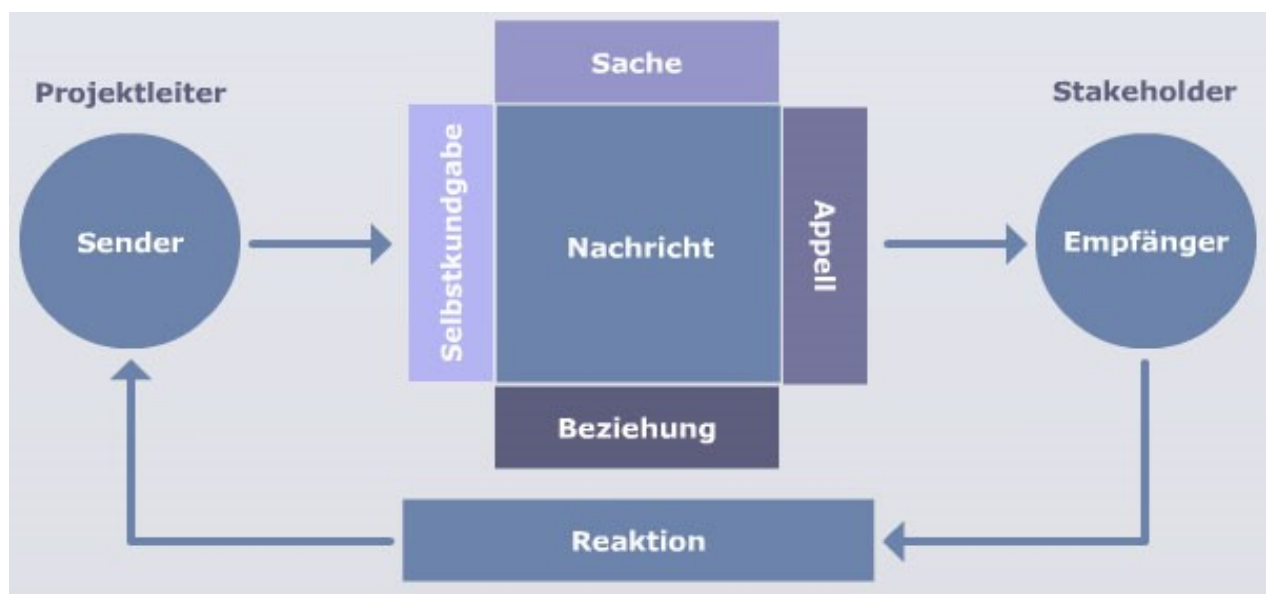 Projektleiter
Sender
Selbstkundgabe
Sache
Nachricht
Appell
Beziehung
Stakeholder
Empfänger
Reaktion